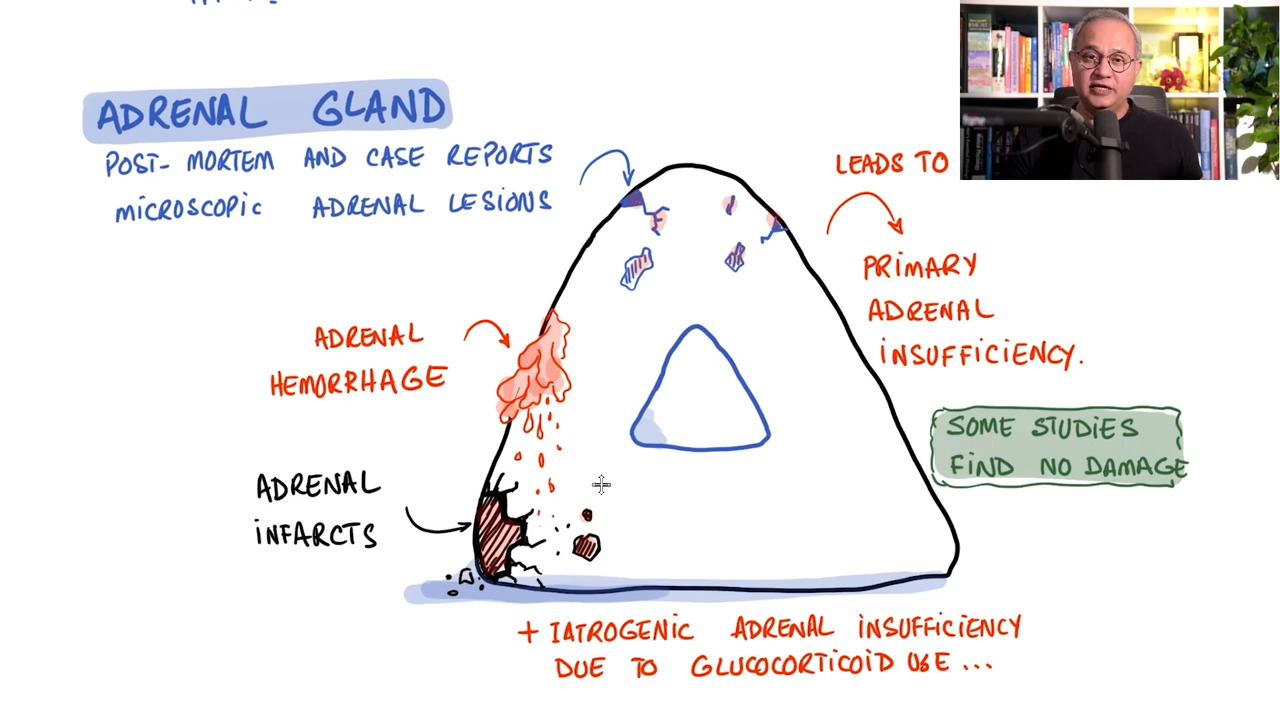 ADRENAL GLAND
POST-MORTEM AND CASE REPORTS
MICROSCOPIC ADRENAL LESIONS
LEADS TO
PRIMARY
ADRENAL
INSUFFICIENCY.
ADRENAL
HEMORRHAGE
SOME STUDIES
FIND NO DAMAGE
ADRENAL
INFARCTS
+ IATROGENIC ADRENAL INSUFFICIENCY
DUE TO GLUCOCORTICOID USE...